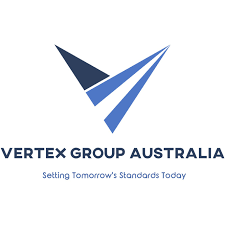 VERTEX GROUP AUSTRALIA
Setting Tomorrow's Standards Today